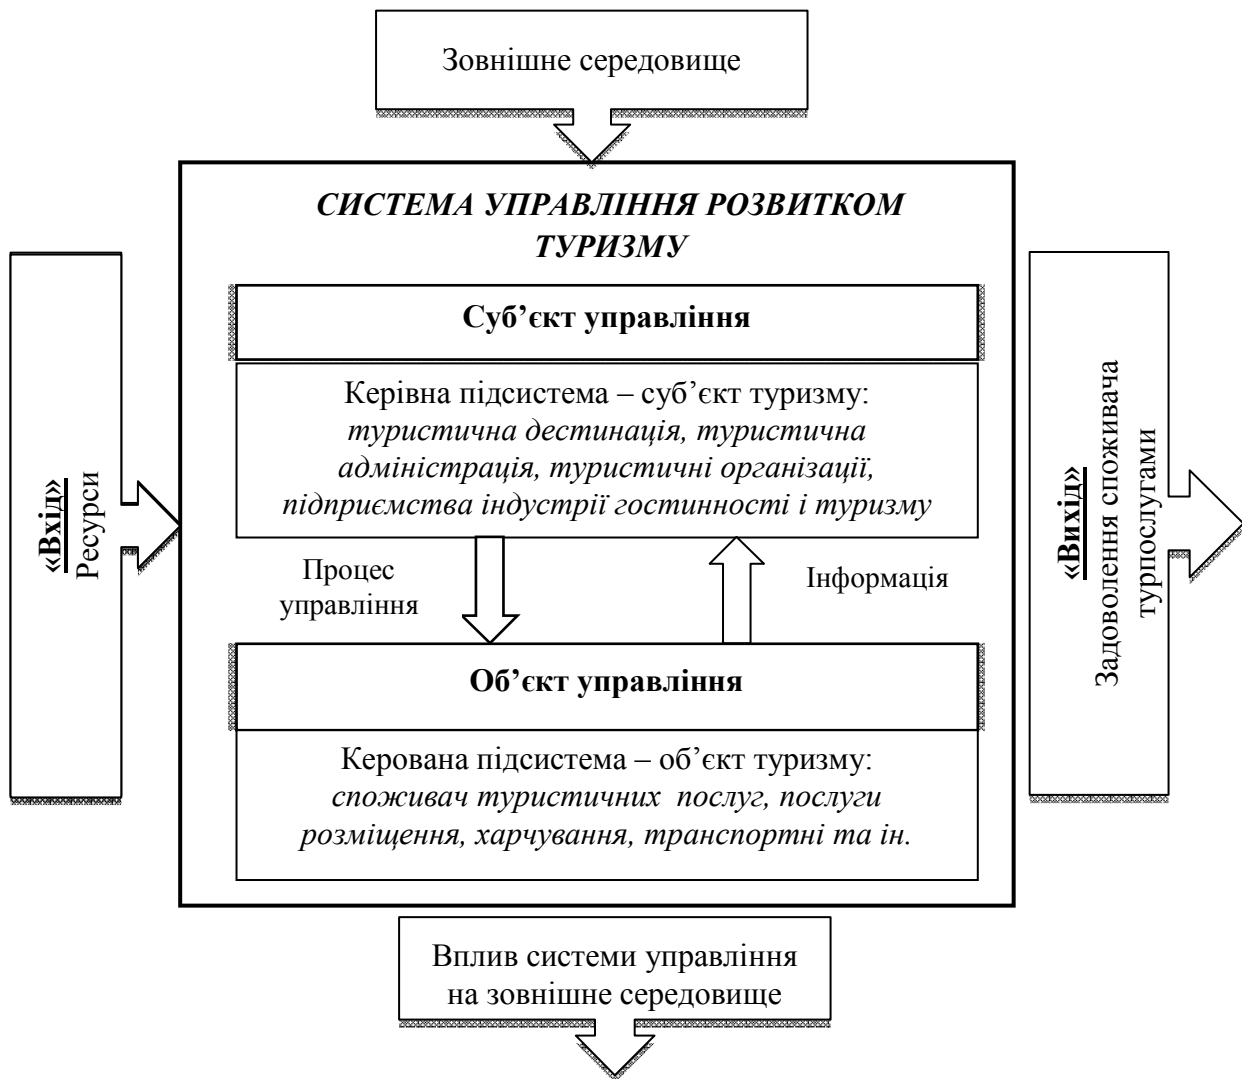 Зовнішне середовище
СИСТЕМА УПРАВЛІННЯ РОЗВИТКОМ
ТУРИЗМУ
«Вхід»
Ресурси
Суб’єкт управління
Керівна підсистема – суб’єкт туризму:
туристична дестинація, туристична
адміністрація, туристичні організації,
підприємства індустрії гостинності і туризму
Процес
управління
Інформація
Об’єкт управління
Керована підсистема – об’єкт туризму:
споживач туристичних послуг, послуги
розміщення, харчування, транспортні та ін.
«Вихід»
Задоволення споживача
турпослугами
Вплив системи управління
на зовнішне середовище